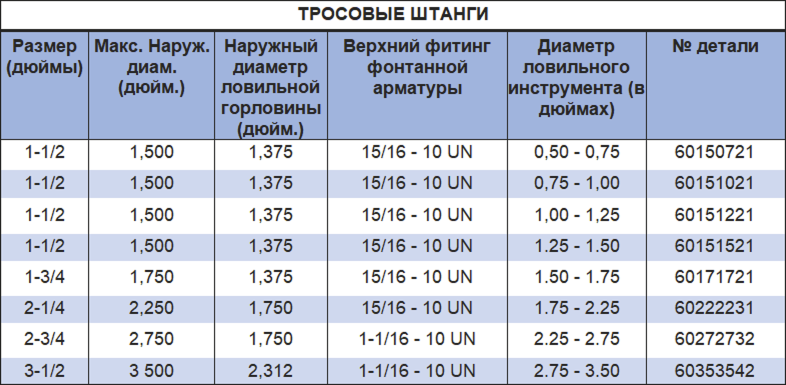 ТРОСОВЫЕ ШТАНГИ
Размер (дюймы) Макс. Наруж. диам. (дюйм.) Наружный диаметр ловильной горловины (дюйм.) Верхний фитинг фонтанной арматуры Диаметр ловильного инструмента (в дюймах) № детали
1-1/2 1,500 1,375 15/16 - 10 UN 0,50 - 0,75 60150721
1-1/2 1,500 1,375 15/16 - 10 UN 0,75 - 1,00 60151021
1-1/2 1,500 1,375 15/16 - 10 UN 1,00 - 1,25 60151221
1-1/2 1,500 1,375 15/16 - 10 UN 1.25 - 1.50 60151521
1-3/4 1,750 1,375 15/16 - 10 UN 1.50 - 1.75 60171721
2-1/4 2,250 1,750 15/16 - 10 UN 1.75 - 2.25 60222231
2-3/4 2,750 1,750 1-1/16 - 10 UN 2.25 - 2.75 60272732
3-1/2 3 500 2,312 1-1/16 - 10 UN 2.75 - 3.50 60353542